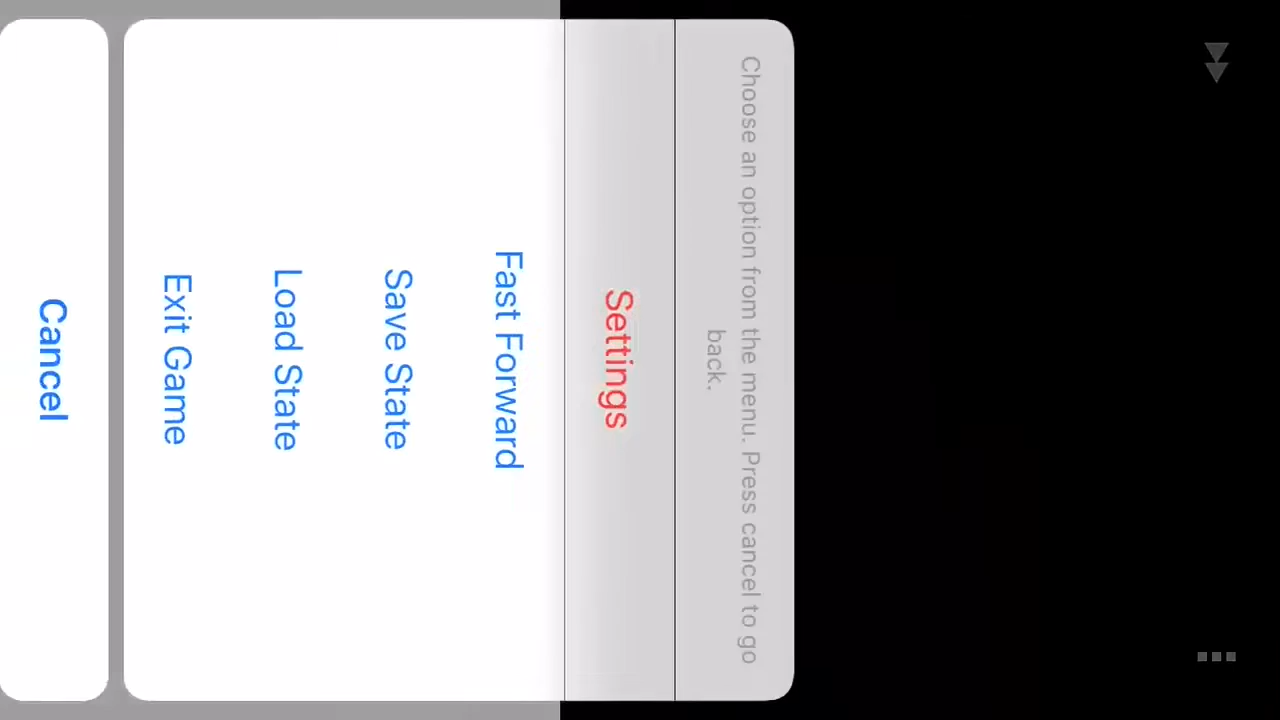 Choose an option from the menu. Press cancel to go
back.
Settings
Fast Forward
Save State
Load State
Exit Game
Cancel